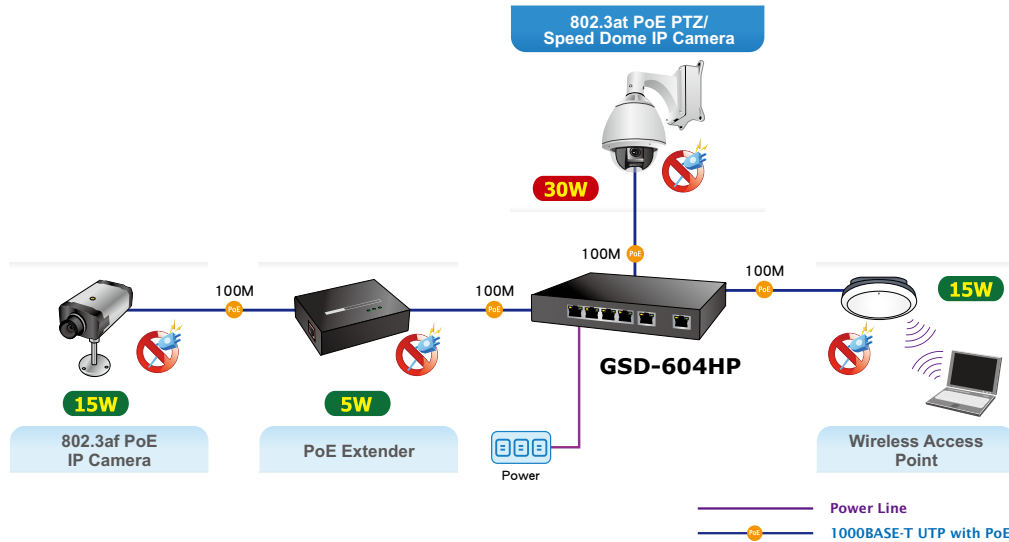 802.3at PoE PTZ/
Speed Dome IP Camera
30W
100M
PoE
100M
PoE
100M
PoE
100M
PoE
15W
GSD-604HP
15W
5W
802.3af PoE
IP Camera
PoE Extender
Power
Wireless Access
Point
Power Line
PoE
1000BASE-T UTP with PoE